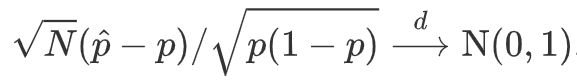 √N(p̂ − p)/√p(1 − p) →ᵈ N(0, 1).